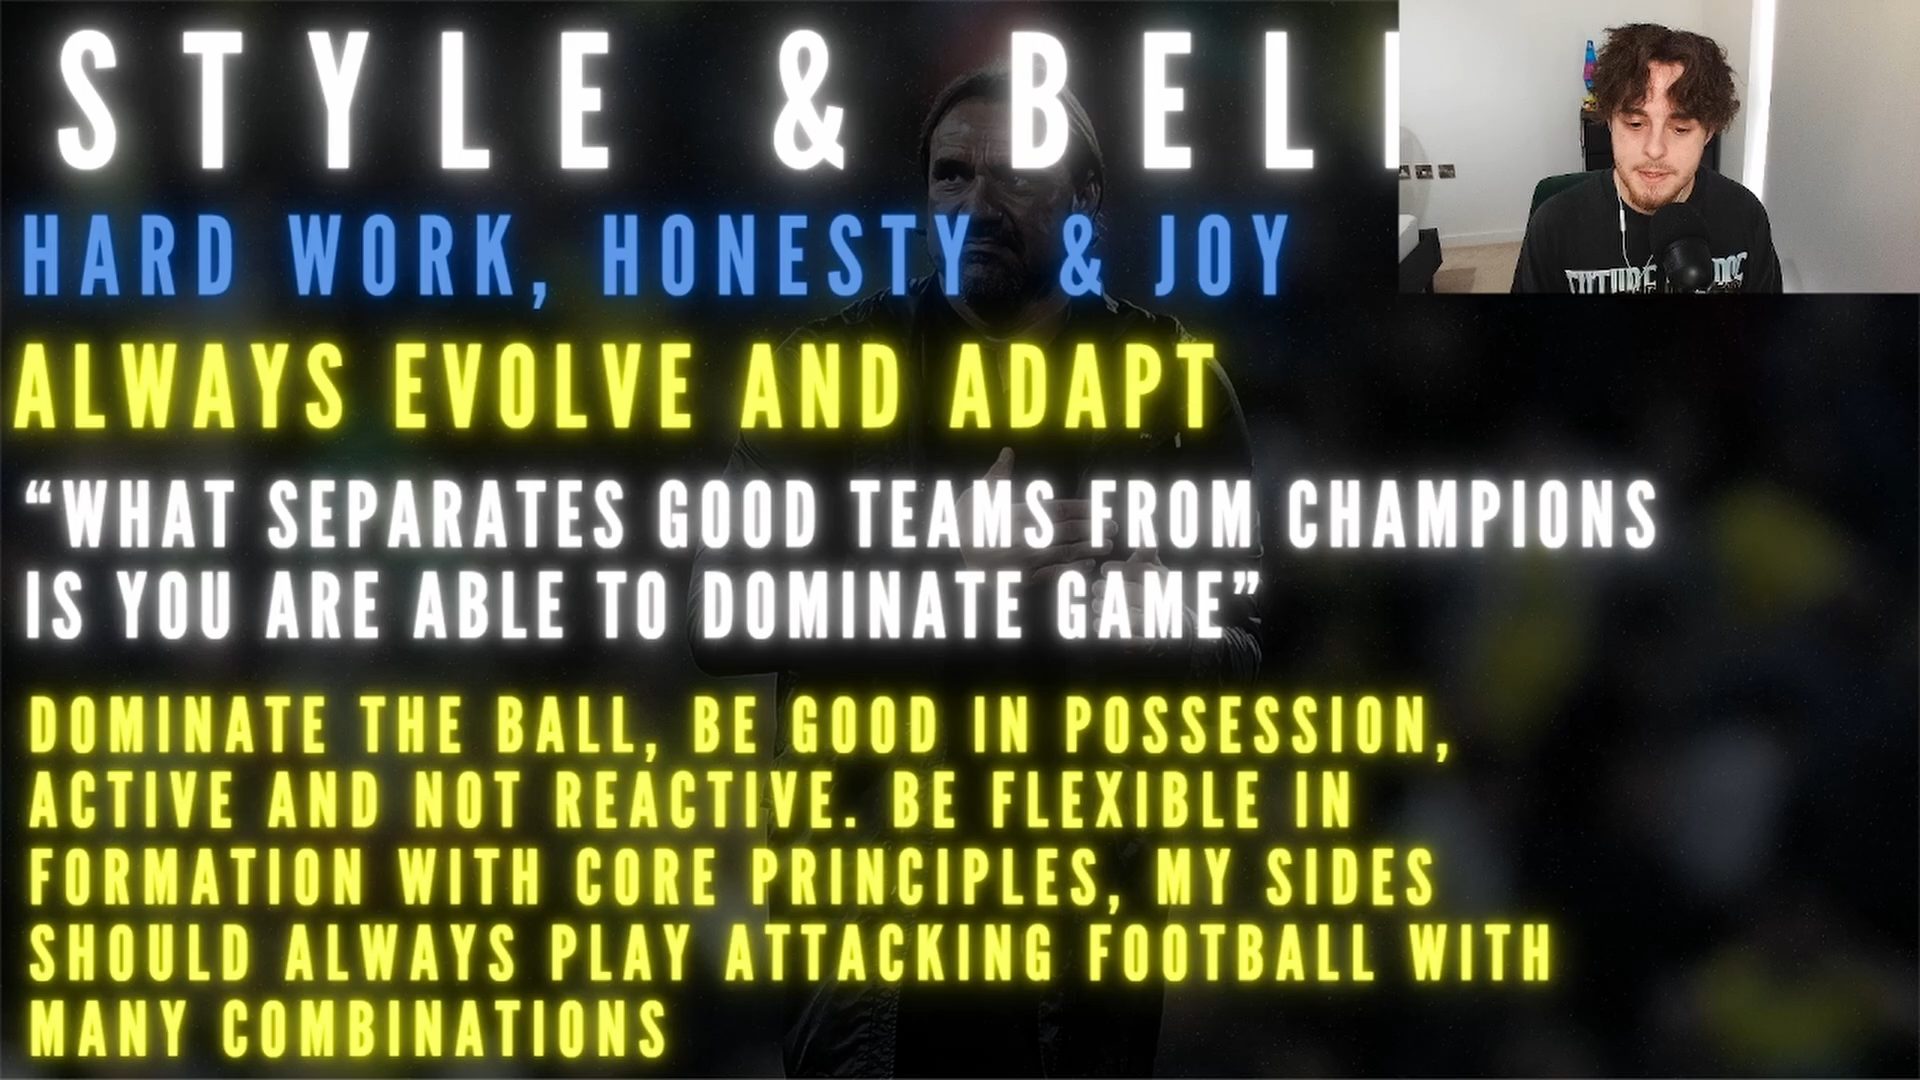 STYLE & BEL
HARD WORK, HONESTY & JOY
ALWAYS EVOLVE AND ADAPT
“WHAT SEPARATES GOOD TEAMS FROM CHAMPIONS
IS YOU ARE ABLE TO DOMINATE GAME”
DOMINATE THE BALL, BE GOOD IN POSSESSION,
ACTIVE AND NOT REACTIVE. BE FLEXIBLE IN
FORMATION WITH CORE PRINCIPLES, MY SIDES
SHOULD ALWAYS PLAY ATTACKING FOOTBALL WITH
MANY COMBINATIONS